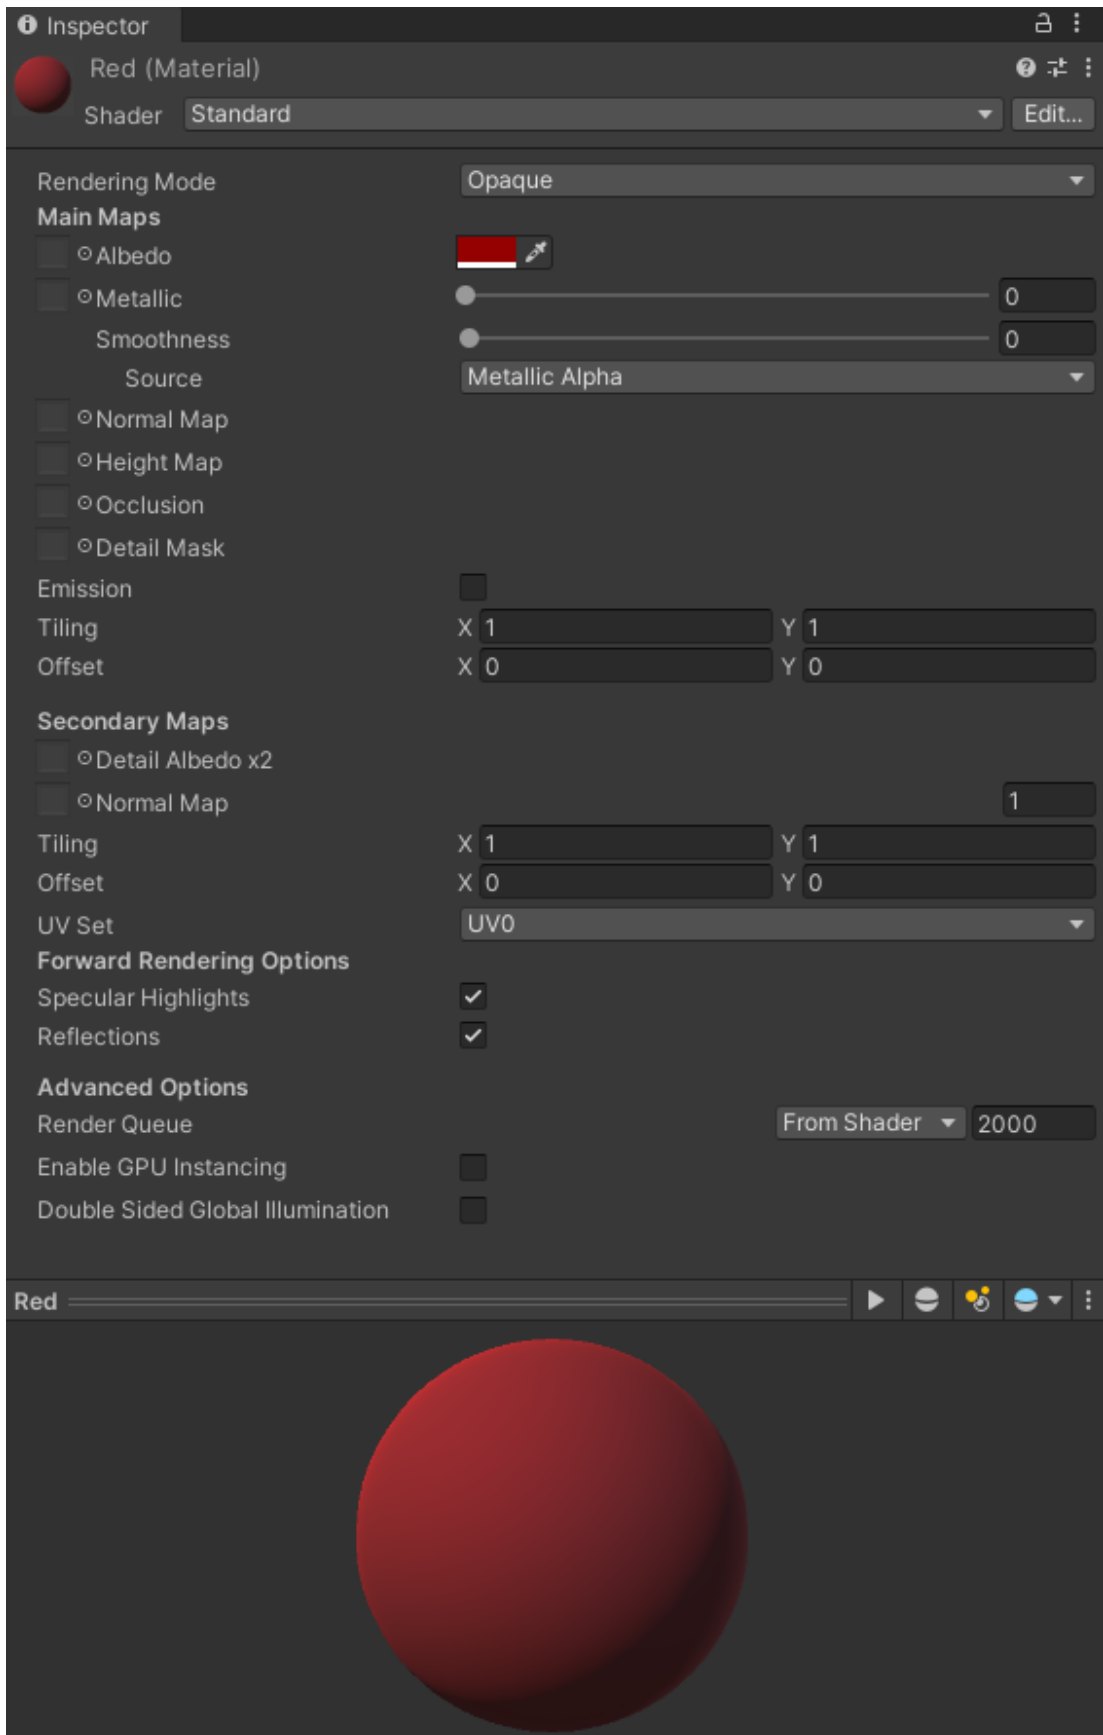 Inspector
Red (Material)
Shader Standard Edit...
Rendering Mode Opaque
Main Maps
Albedo
Metallic 0
Smoothness 0
Source Metallic Alpha
Normal Map
Height Map
Occlusion
Detail Mask
Emission
Tiling X 1 Y 1
Offset X 0 Y 0
Secondary Maps
Detail Albedo x2
Normal Map 1
Tiling X 1 Y 1
Offset X 0 Y 0
UV Set UV0
Forward Rendering Options
Specular Highlights
Reflections
Advanced Options
Render Queue From Shader 2000
Enable GPU Instancing
Double Sided Global Illumination
Red